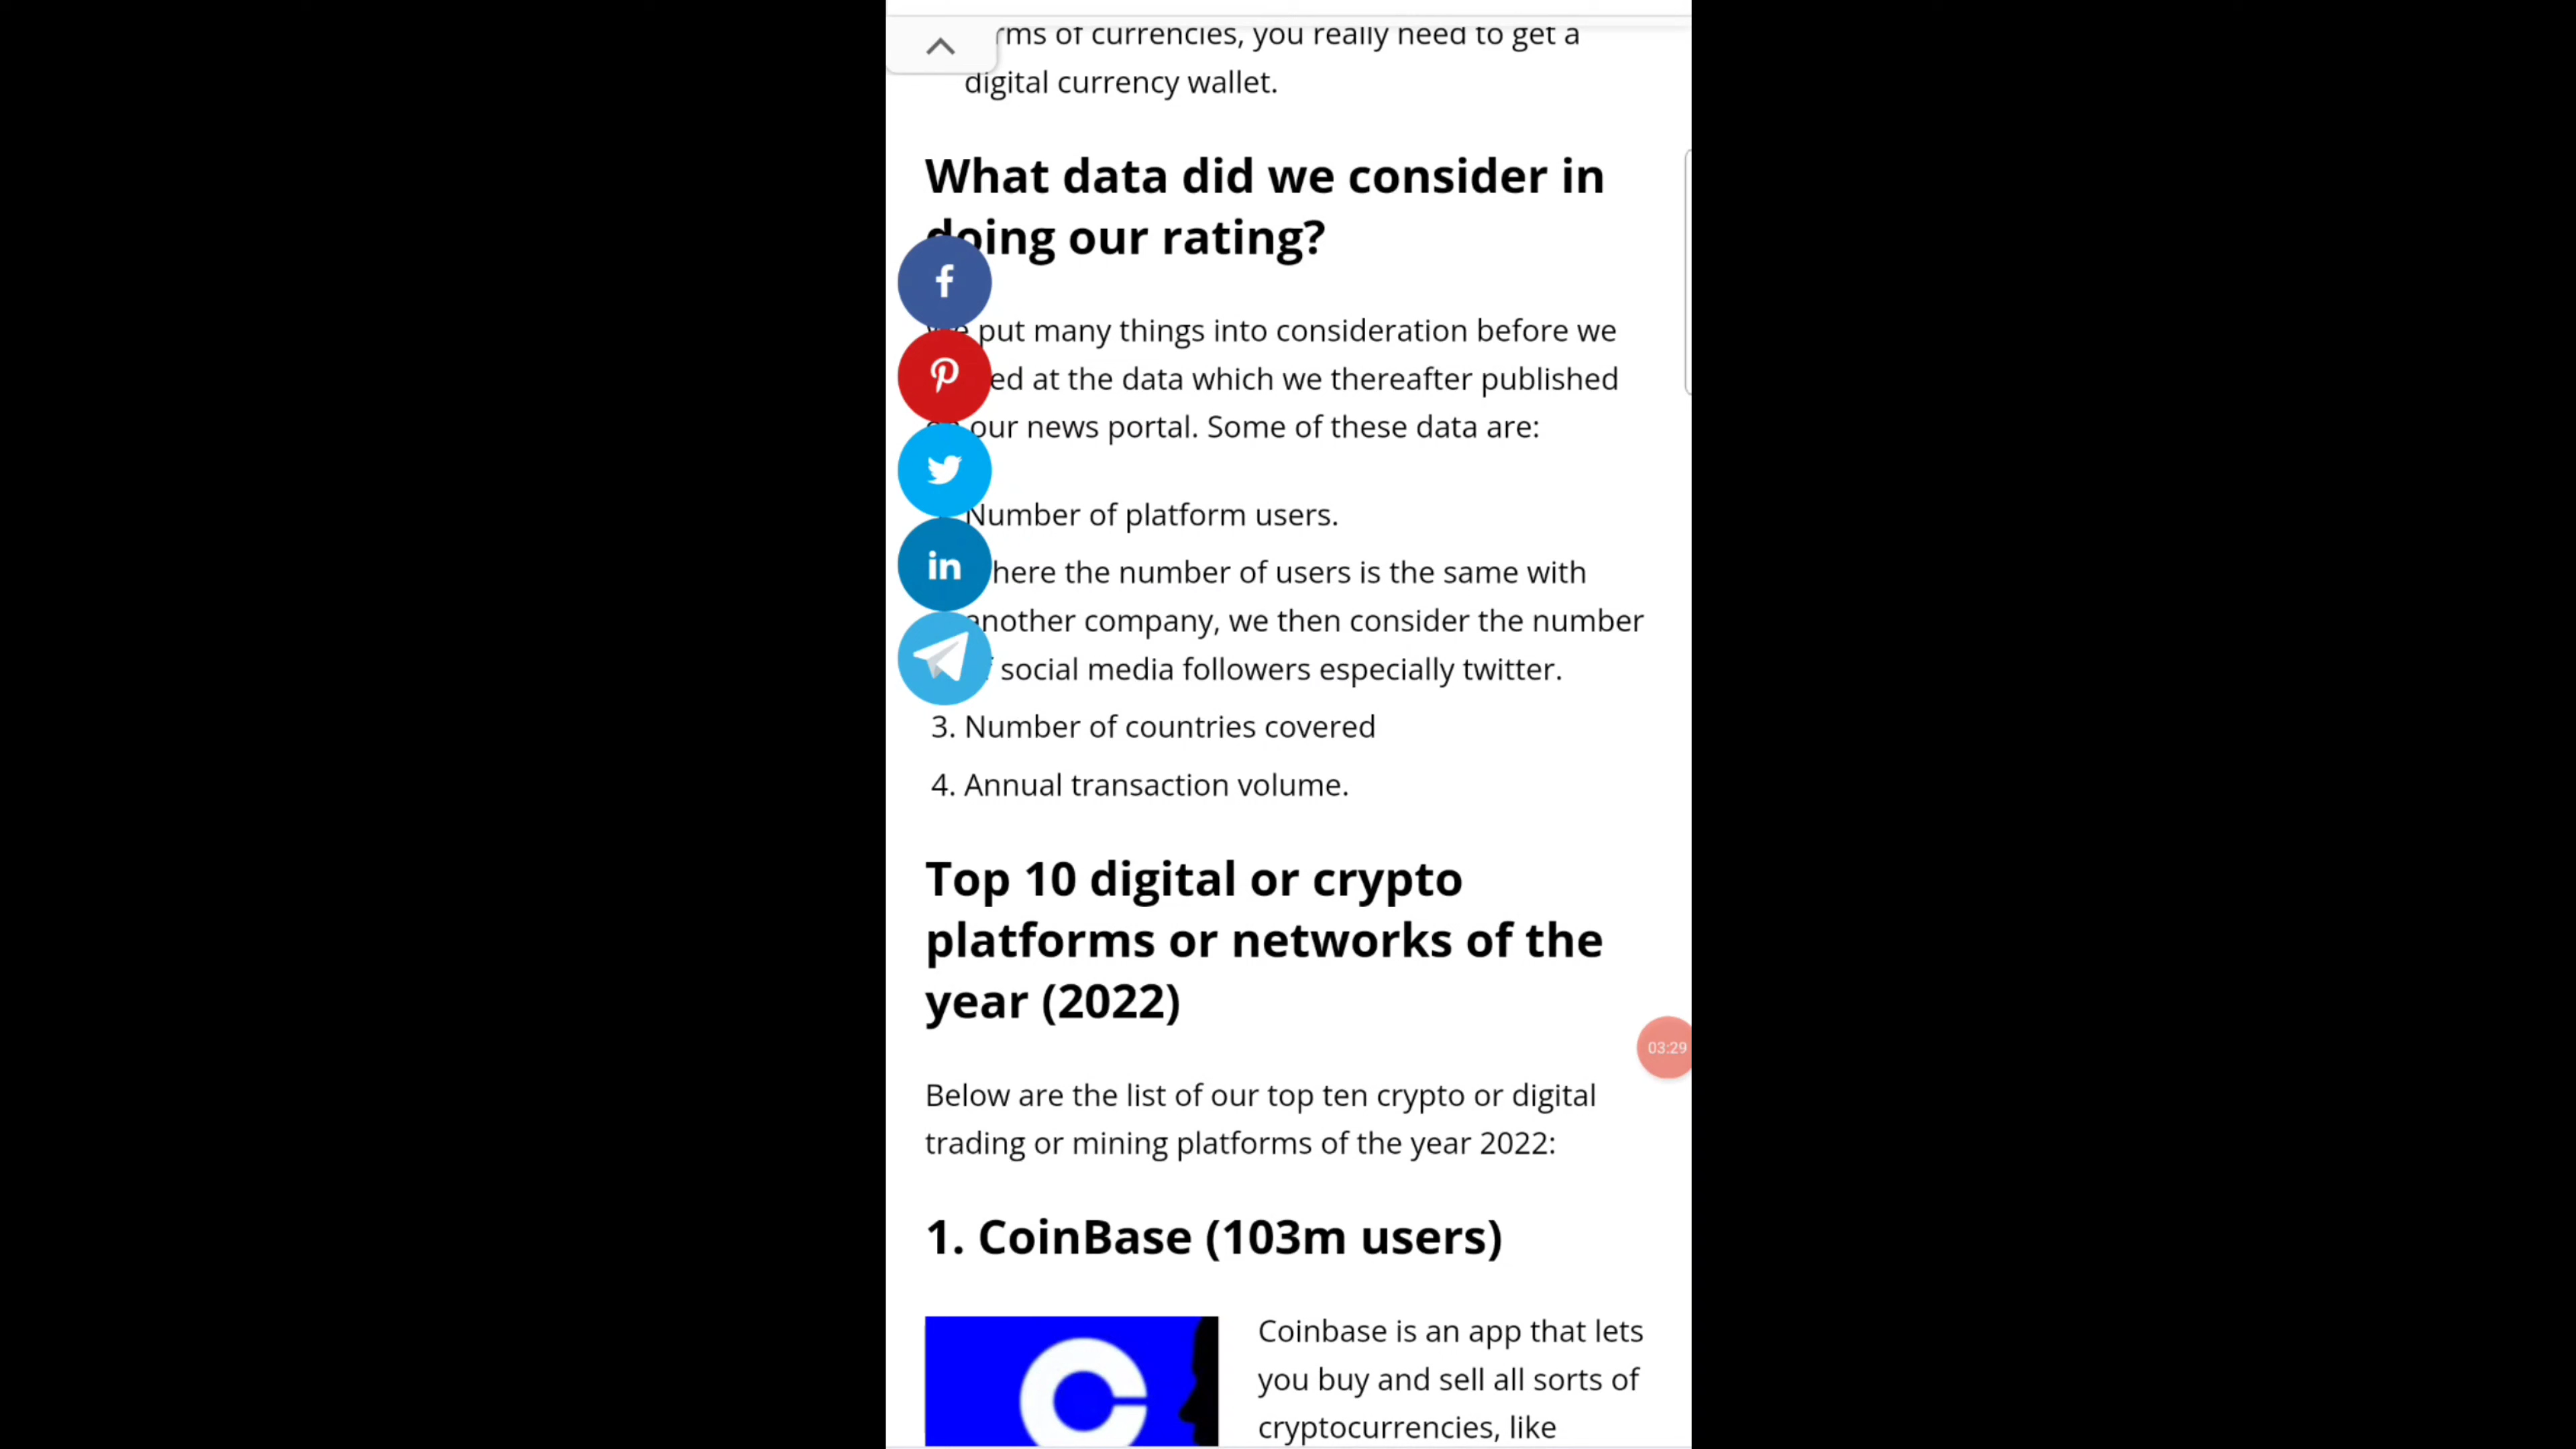 rms of currencies, you really need to get a
digital currency wallet.
What data did we consider in
doing our rating?
We put many things into consideration before we
ed at the data which we thereafter published
our news portal. Some of these data are:
Number of platform users.
here the number of users is the same with
another company, we then consider the number
social media followers especially twitter.
3. Number of countries covered
4. Annual transaction volume.
Top 10 digital or crypto
platforms or networks of the
year (2022)
03:29
Below are the list of our top ten crypto or digital
trading or mining platforms of the year 2022:
1. CoinBase (103m users)
Coinbase is an app that lets
you buy and sell all sorts of
cryptocurrencies, like